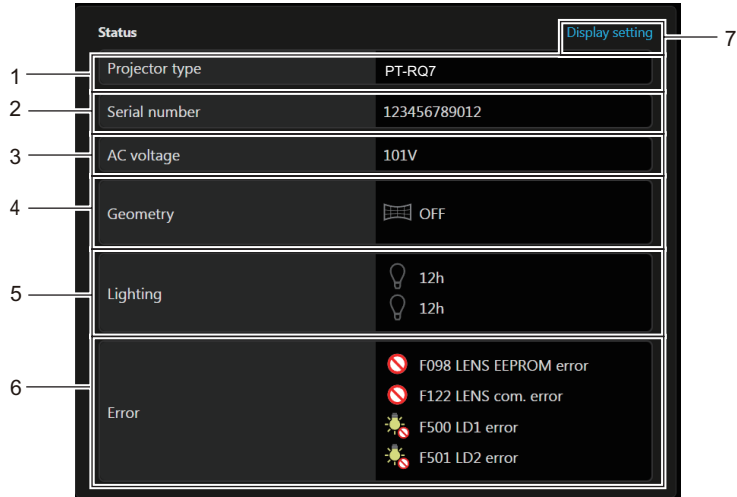 Status
Display setting
7
1
Projector type
PT-RQ7
2
Serial number
123456789012
3
AC voltage
101V
4
Geometry
OFF
5
Lighting
12h
12h
6
Error
F098 LENS EEPROM error
F122 LENS com. error
F500 LD1 error
F501 LD2 error